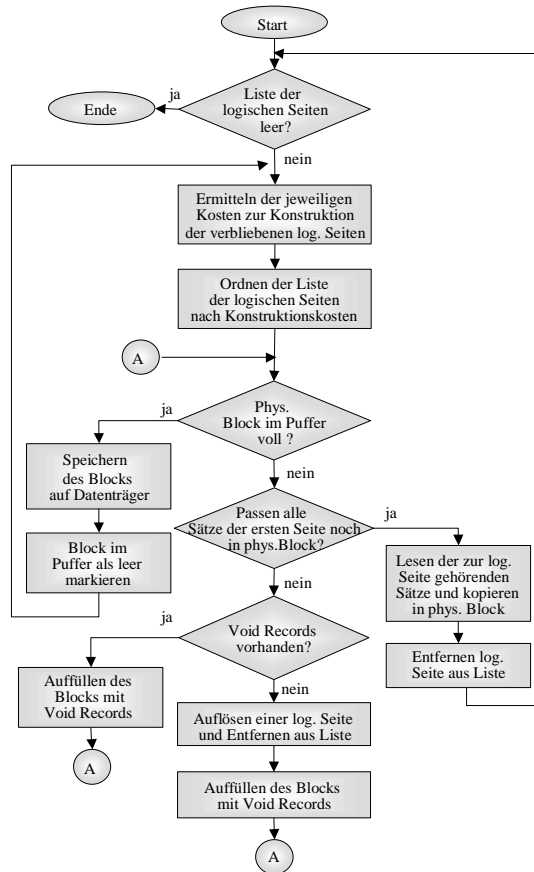 Start
Liste der
logischen Seiten
leer?
ja
Ende
nein
Ermitteln der jeweiligen
Kosten zur Konstruktion
der verbliebenen log. Seiten
Ordnen der Liste
der logischen Seiten
nach Konstruktionskosten
A
Phys.
Block im Puffer
voll ?
ja
nein
Speichern
des Blocks
auf Datenträger
Block im
Puffer als leer
markieren
Passen alle
Sätze der ersten Seite noch
in phys.Block?
ja
nein
Lesen der zur log.
Seite gehörenden
Sätze und kopieren
in phys. Block
Entfernen log.
Seite aus Liste
Void Records
vorhanden?
ja
nein
Auffüllen des
Blocks mit
Void Records
A
Auflösen einer log. Seite
und Entfernen aus Liste
Auffüllen des Blocks
mit Void Records
A